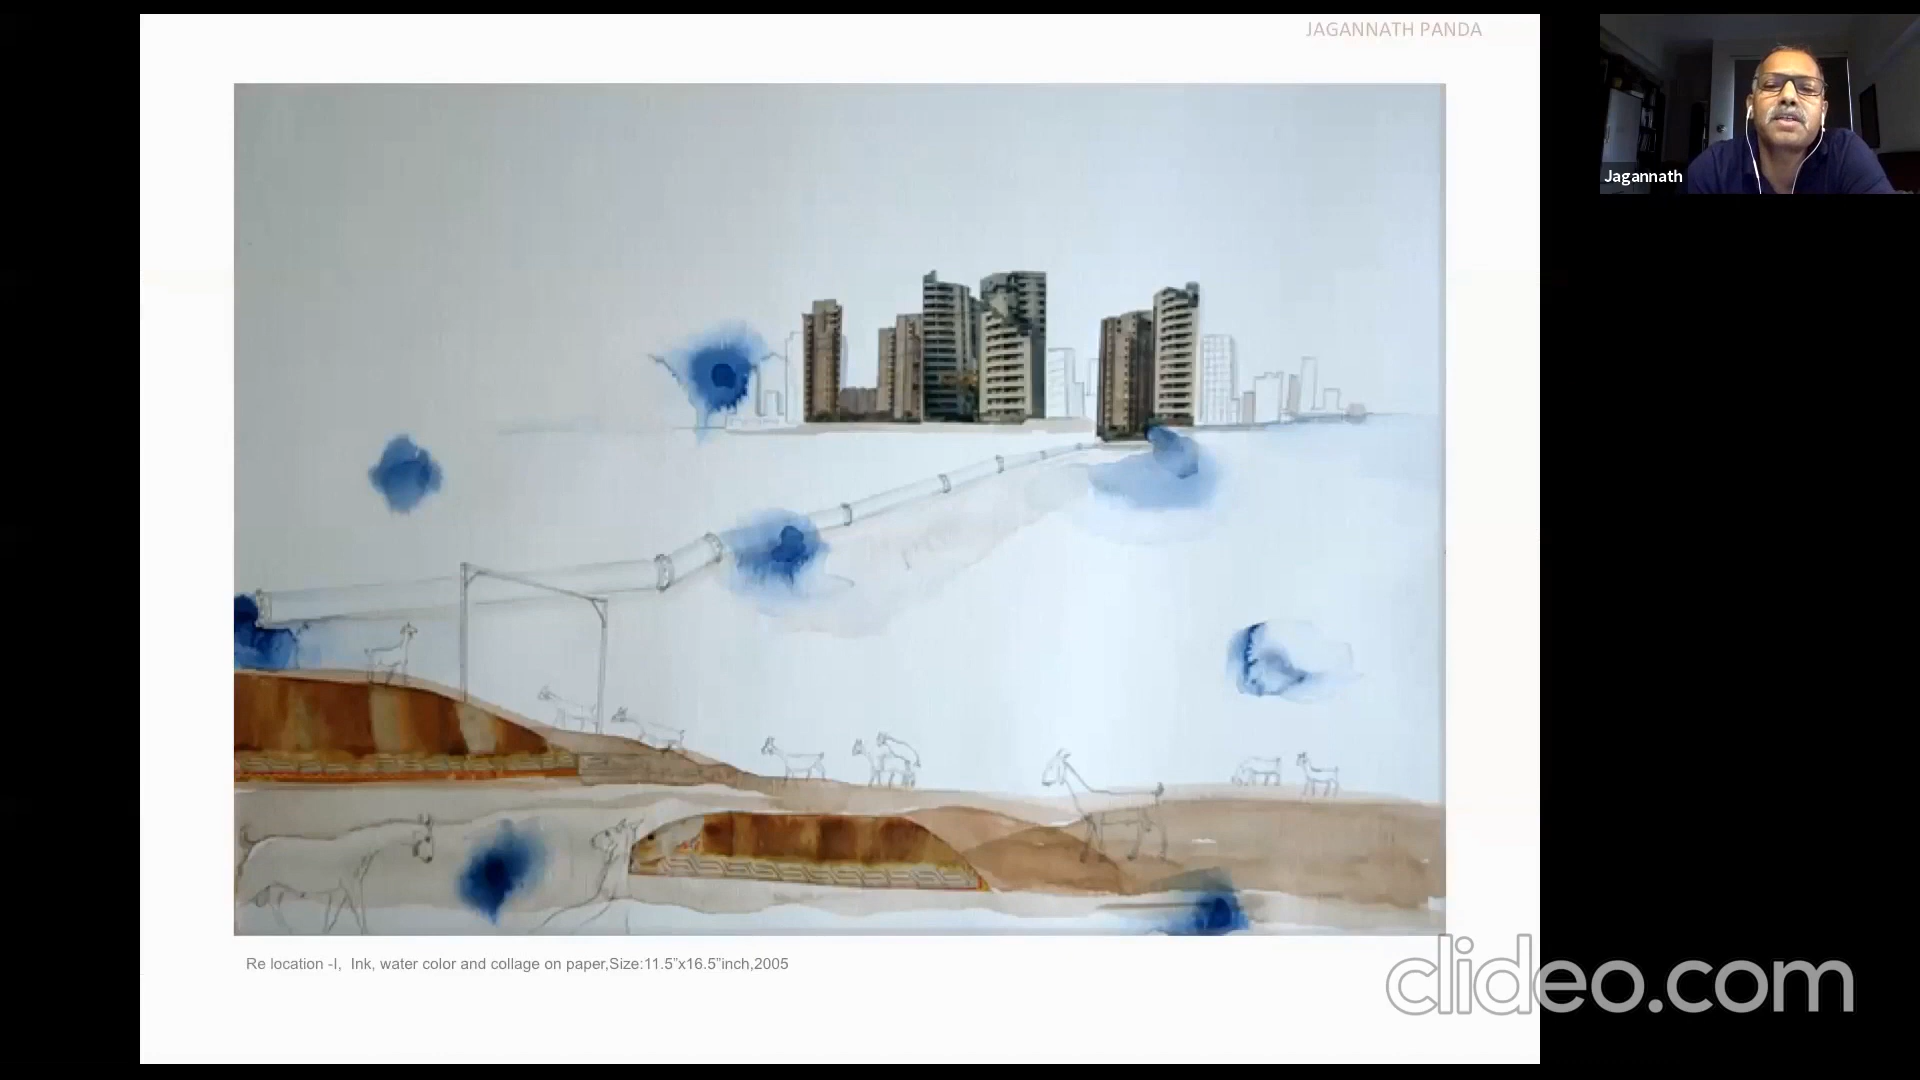 JAGANNATH PANDA
Jagannath
Re location -I,  Ink, water color and collage on paper,Size:11.5”x16.5”inch,2005
clideo.com